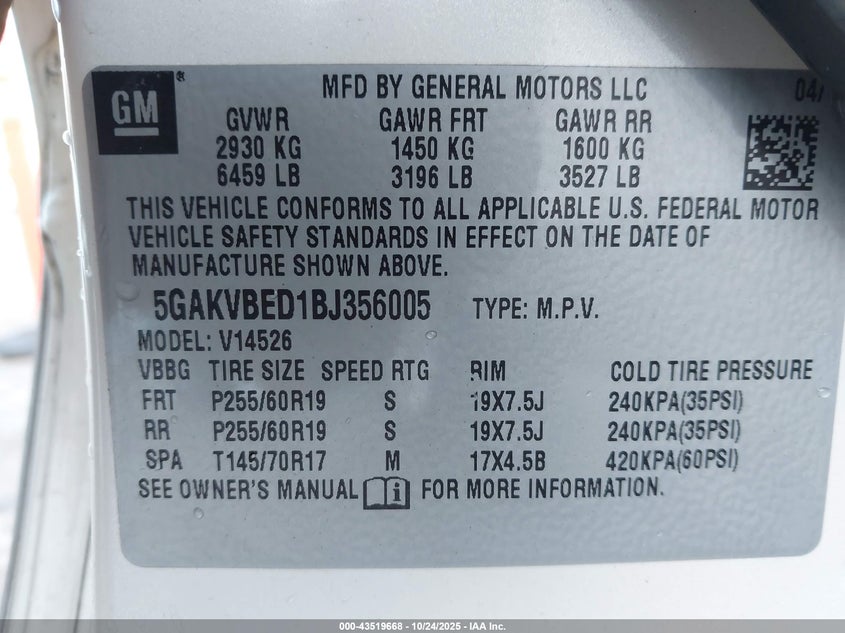 GM MFD BY GENERAL MOTORS LLC 04/
GVWR GAWR FRT GAWR RR
2930 KG 1450 KG 1600 KG
6459 LB 3196 LB 3527 LB
THIS VEHICLE CONFORMS TO ALL APPLICABLE U.S. FEDERAL MOTOR
VEHICLE SAFETY STANDARDS IN EFFECT ON THE DATE OF
MANUFACTURE SHOWN ABOVE.
5GAKVBED1BJ356005 TYPE: M.P.V.
MODEL: V14526
VBBG TIRE SIZE SPEED RTG RIM COLD TIRE PRESSURE
FRT P255/60R19 S 19X7.5J 240KPA(35PSI)
RR P255/60R19 S 19X7.5J 240KPA(35PSI)
SPA T145/70R17 M 17X4.5B 420KPA(60PSI)
SEE OWNER'S MANUAL FOR MORE INFORMATION.
000-43519668 - 10/24/2025 - IAA Inc.